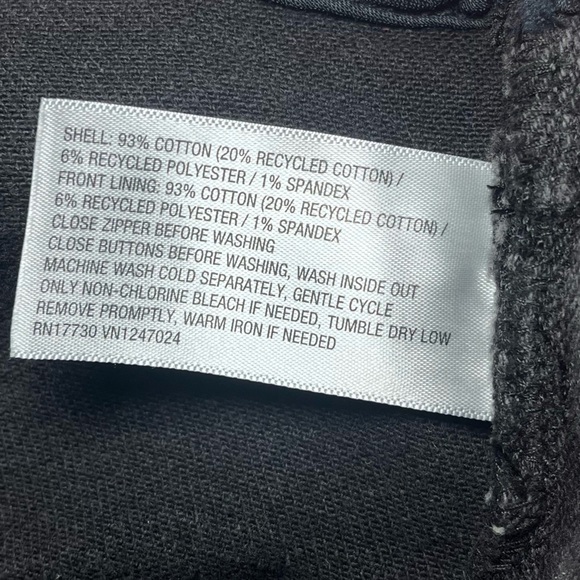 SHELL: 93% COTTON (20% RECYCLED COTTON) /
6% RECYCLED POLYESTER / 1% SPANDEX
FRONT LINING: 93% COTTON (20% RECYCLED COTTON) /
6% RECYCLED POLYESTER / 1% SPANDEX
CLOSE ZIPPER BEFORE WASHING
CLOSE BUTTONS BEFORE WASHING, WASH INSIDE OUT
MACHINE WASH COLD SEPARATELY, GENTLE CYCLE
ONLY NON-CHLORINE BLEACH IF NEEDED, TUMBLE DRY LOW
REMOVE PROMPTLY, WARM IRON IF NEEDED
RN17730 VN1247024